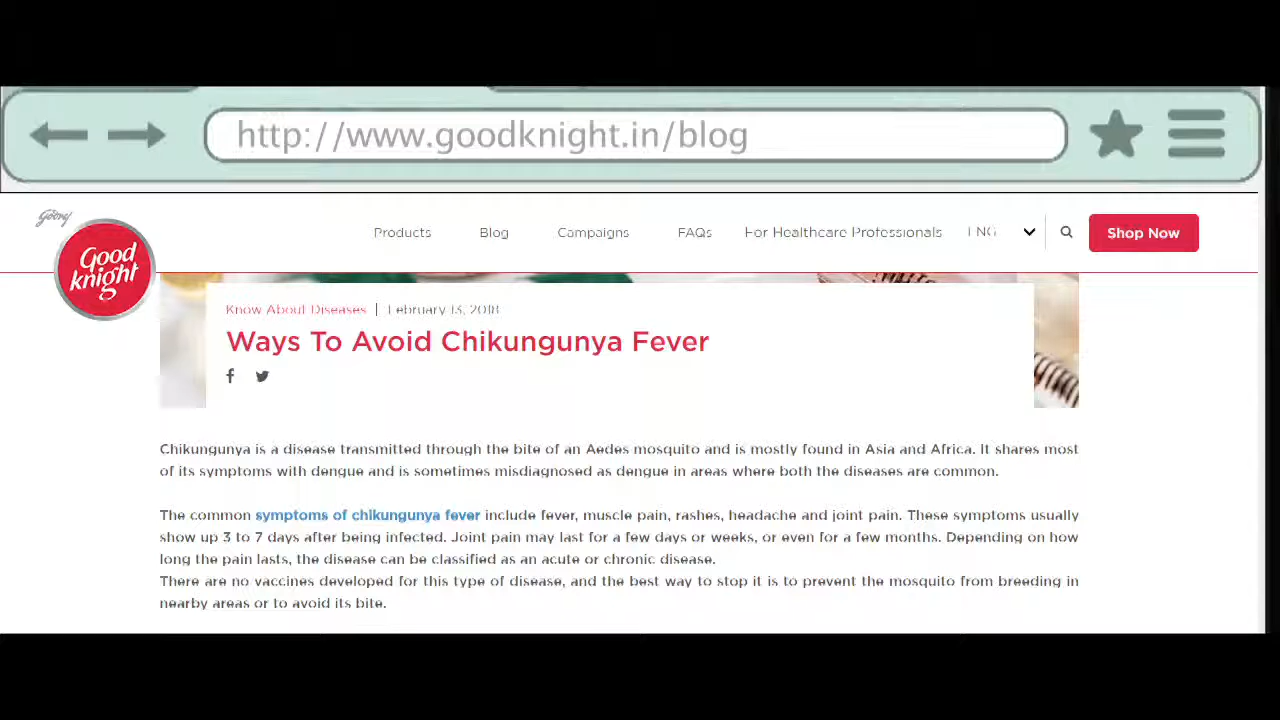 http://www.goodknight.in/blog
Godrej
Good knight
Products Blog Campaigns FAQs For Healthcare Professionals ENG Shop Now
Know About Diseases | February 13, 2018
Ways To Avoid Chikungunya Fever
Chikungunya is a disease transmitted through the bite of an Aedes mosquito and is mostly found in Asia and Africa. It shares most
of its symptoms with dengue and is sometimes misdiagnosed as dengue in areas where both the diseases are common.
The common symptoms of chikungunya fever include fever, muscle pain, rashes, headache and joint pain. These symptoms usually
show up 3 to 7 days after being infected. Joint pain may last for a few days or weeks, or even for a few months. Depending on how
long the pain lasts, the disease can be classified as an acute or chronic disease.
There are no vaccines developed for this type of disease, and the best way to stop it is to prevent the mosquito from breeding in
nearby areas or to avoid its bite.